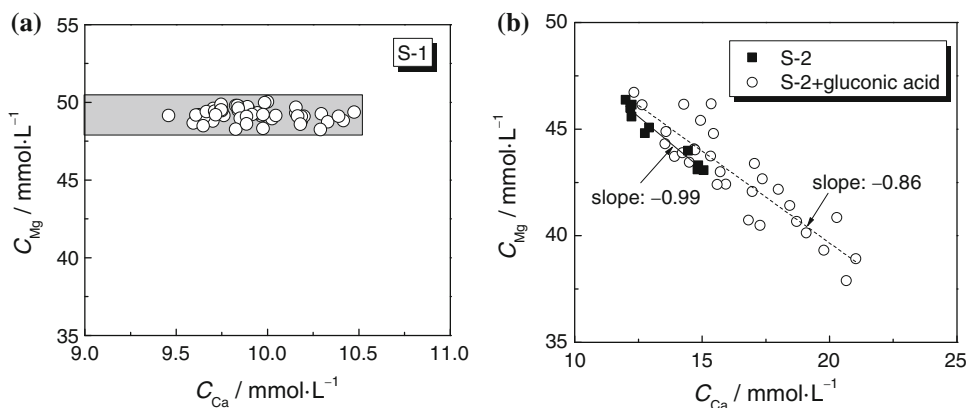 (a)
55
50
45
40
35
9.0 9.5 10.0 10.5 11.0
C_Mg / mmol·L⁻¹
C_Ca / mmol·L⁻¹
S-1
(b)
50
45
40
35
10 15 20 25
C_Mg / mmol·L⁻¹
C_Ca / mmol·L⁻¹
S-2
S-2+gluconic acid
slope: −0.99
slope: −0.86